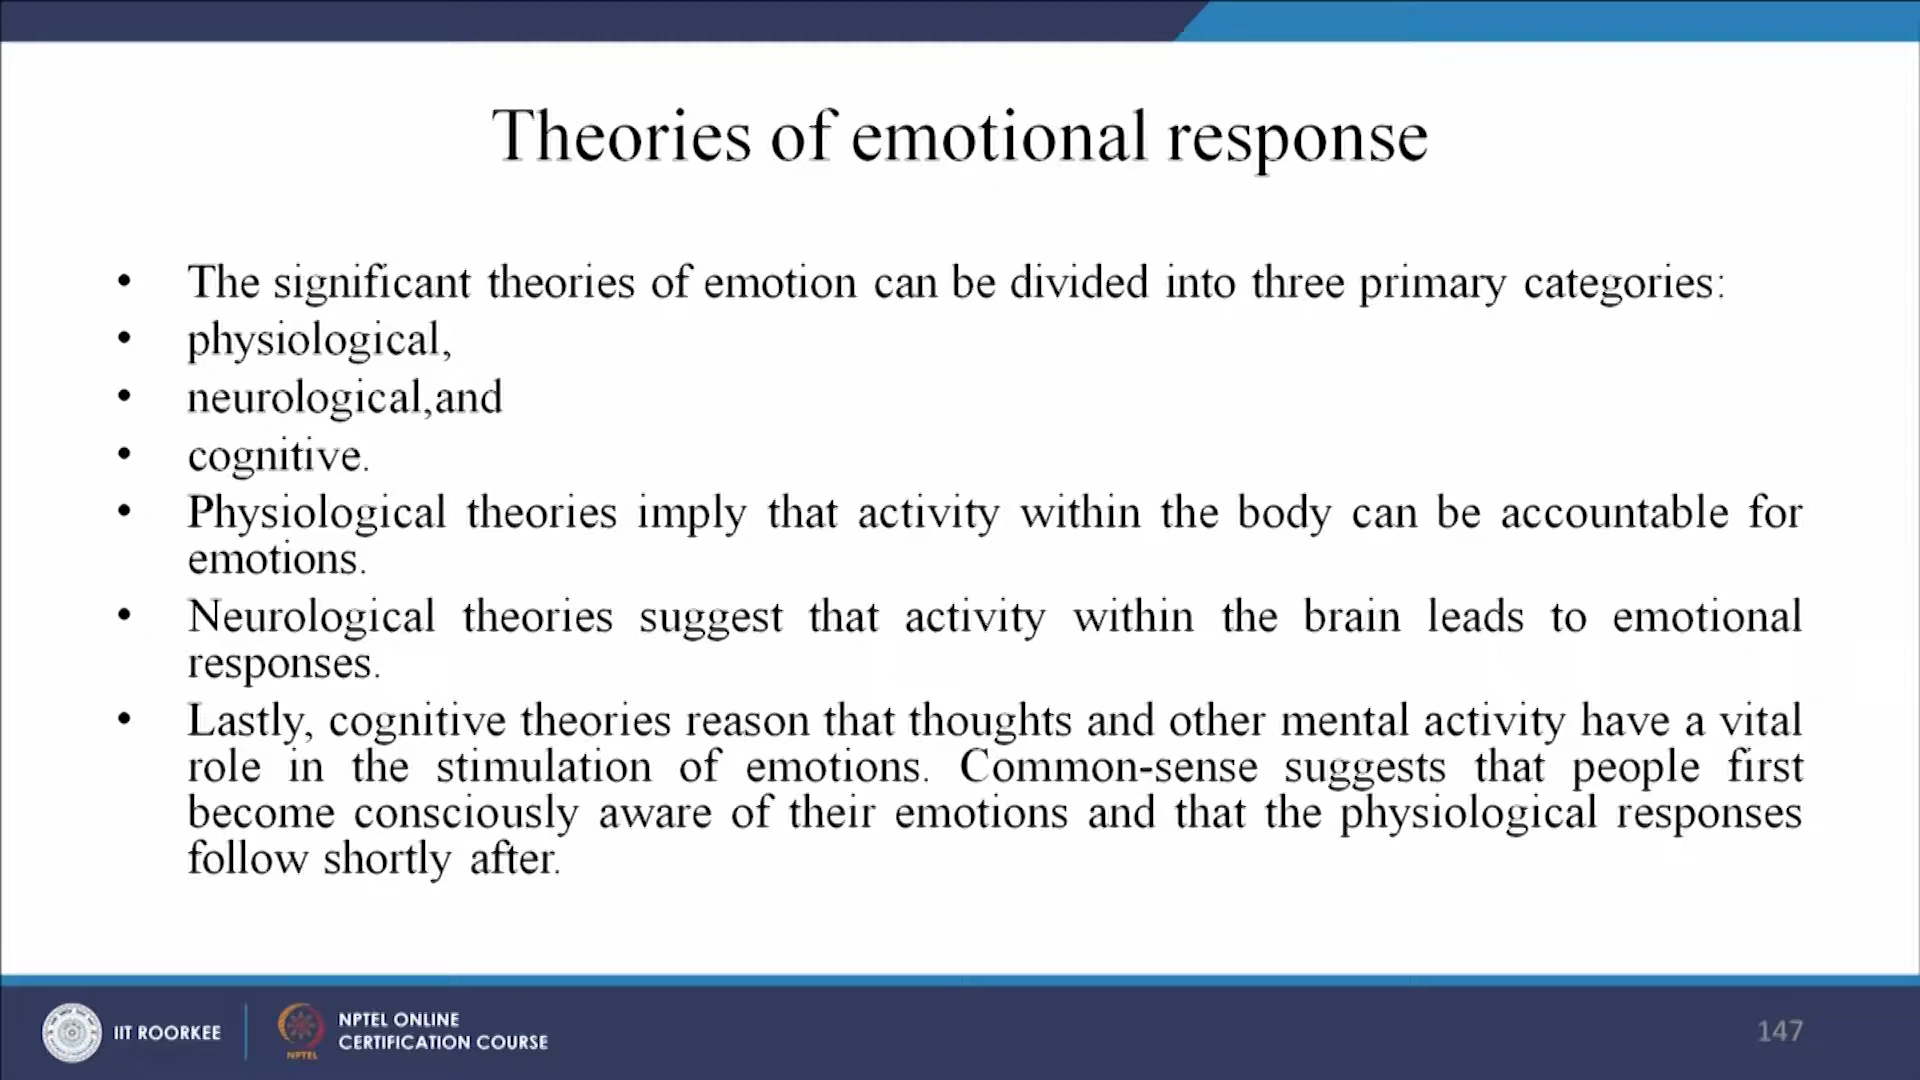 Theories of emotional response
• The significant theories of emotion can be divided into three primary categories:
• physiological,
• neurological,and
• cognitive.
• Physiological theories imply that activity within the body can be accountable for
emotions.
• Neurological theories suggest that activity within the brain leads to emotional
responses.
• Lastly, cognitive theories reason that thoughts and other mental activity have a vital
role in the stimulation of emotions. Common-sense suggests that people first
become consciously aware of their emotions and that the physiological responses
follow shortly after.
IIT ROORKEE
NPTEL
NPTEL ONLINE
CERTIFICATION COURSE
147